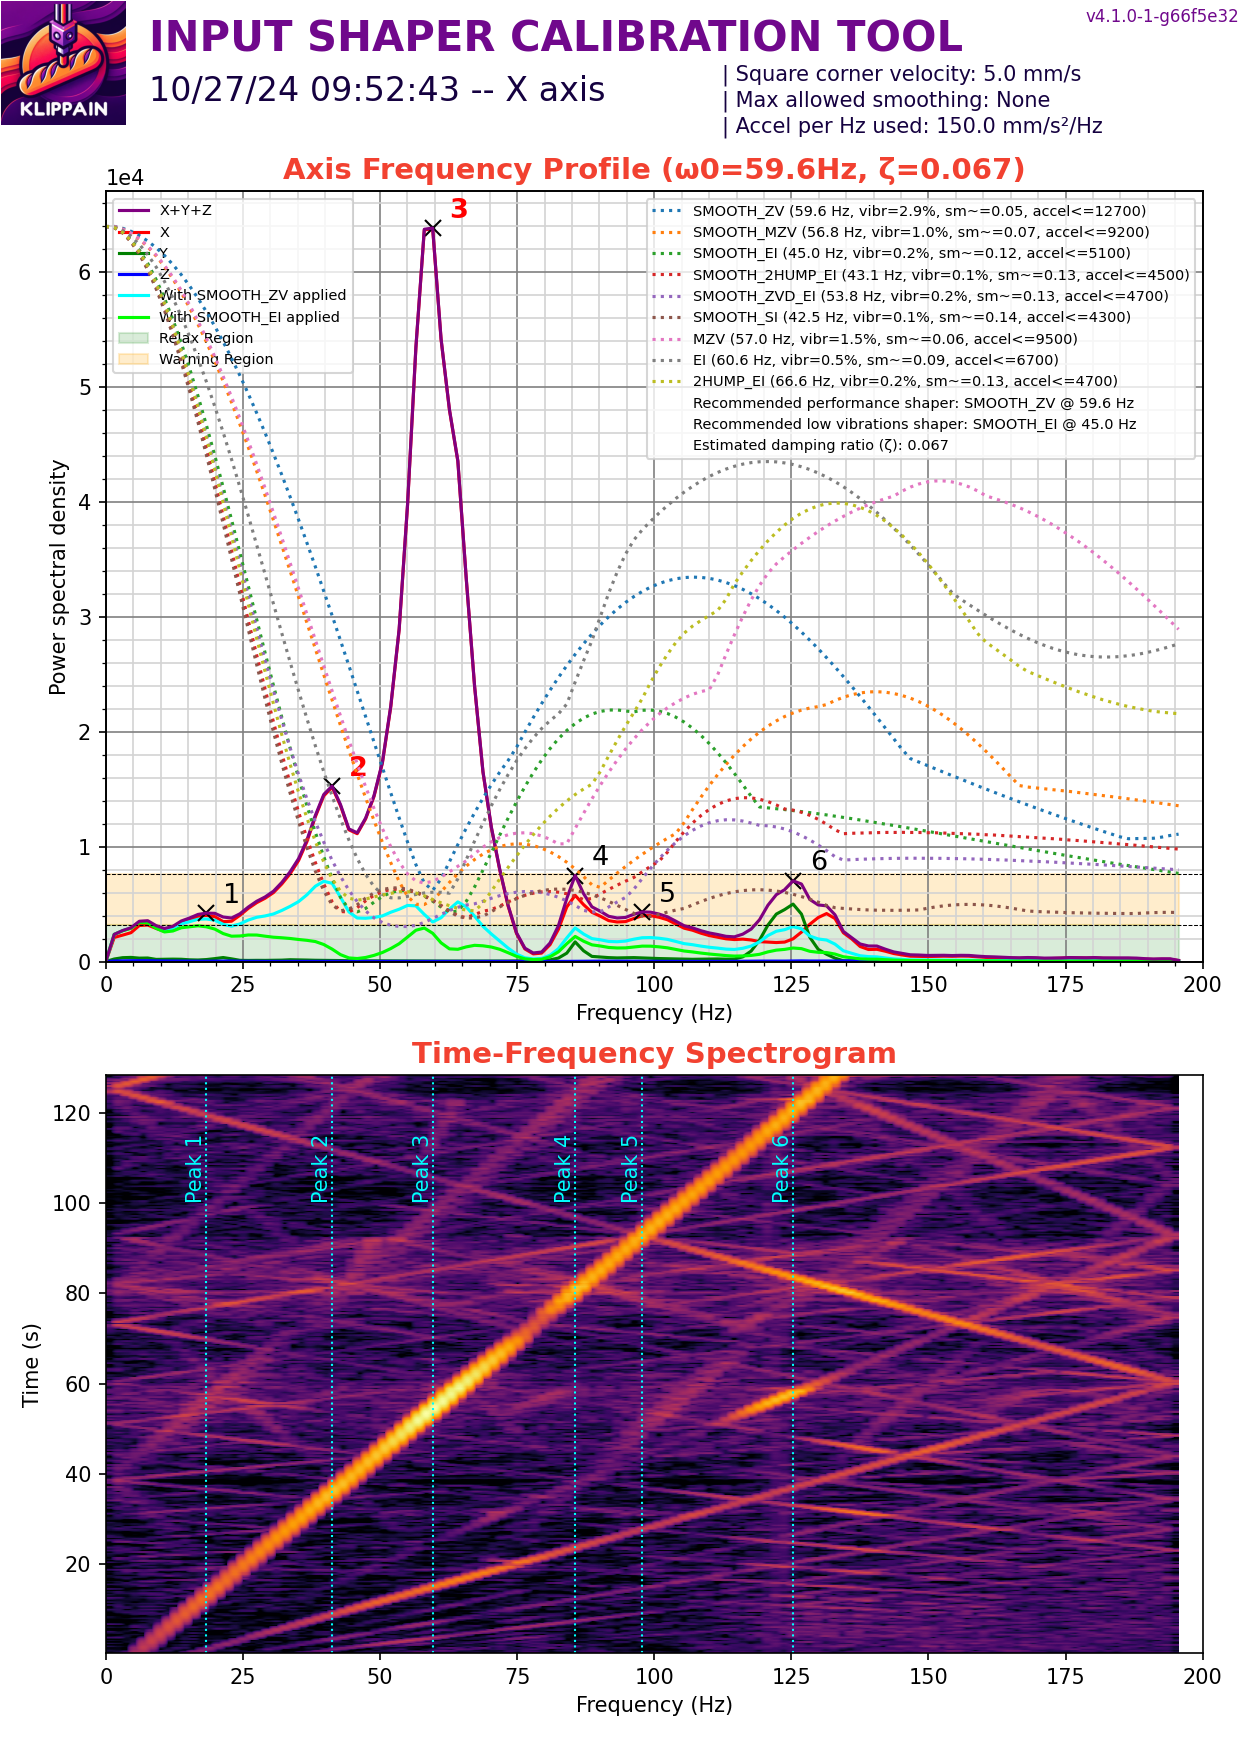 v4.1.0-1-g66f5e32
INPUT SHAPER CALIBRATION TOOL
10/27/24 09:52:43 -- X axis
| Square corner velocity: 5.0 mm/s
| Max allowed smoothing: None
| Accel per Hz used: 150.0 mm/s²/Hz
KLIPPAIN
Axis Frequency Profile (ω0=59.6Hz, ζ=0.067)
1e4
X+Y+Z
X
Y
Z
With SMOOTH_ZV applied
With SMOOTH_EI applied
Relax Region
Warning Region
SMOOTH_ZV (59.6 Hz, vibr=2.9%, sm~=0.05, accel<=12700)
SMOOTH_MZV (56.8 Hz, vibr=1.0%, sm~=0.07, accel<=9200)
SMOOTH_EI (45.0 Hz, vibr=0.2%, sm~=0.12, accel<=5100)
SMOOTH_2HUMP_EI (43.1 Hz, vibr=0.1%, sm~=0.13, accel<=4500)
SMOOTH_ZVD_EI (53.8 Hz, vibr=0.2%, sm~=0.13, accel<=4700)
SMOOTH_SI (42.5 Hz, vibr=0.1%, sm~=0.14, accel<=4300)
MZV (57.0 Hz, vibr=1.5%, sm~=0.06, accel<=9500)
EI (60.6 Hz, vibr=0.5%, sm~=0.09, accel<=6700)
2HUMP_EI (66.6 Hz, vibr=0.2%, sm~=0.13, accel<=4700)
Recommended performance shaper: SMOOTH_ZV @ 59.6 Hz
Recommended low vibrations shaper: SMOOTH_EI @ 45.0 Hz
Estimated damping ratio (ζ): 0.067
Power spectral density
6
5
4
3
2
1
0
1
2
3
4
5
6
0 25 50 75 100 125 150 175 200
Frequency (Hz)
Time-Frequency Spectrogram
Time (s)
120
100
80
60
40
20
Peak 1
Peak 2
Peak 3
Peak 4
Peak 5
Peak 6
0 25 50 75 100 125 150 175 200
Frequency (Hz)